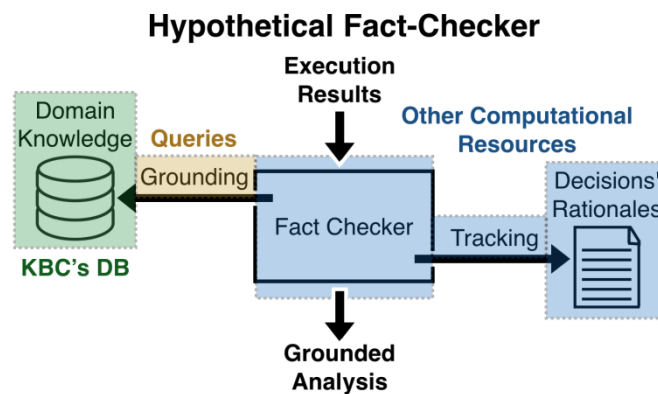 Hypothetical Fact-Checker
Execution
Results
Domain
Knowledge
Queries
Grounding
KBC's DB
Fact Checker
Other Computational
Resources
Tracking
Decisions'
Rationales
Grounded
Analysis